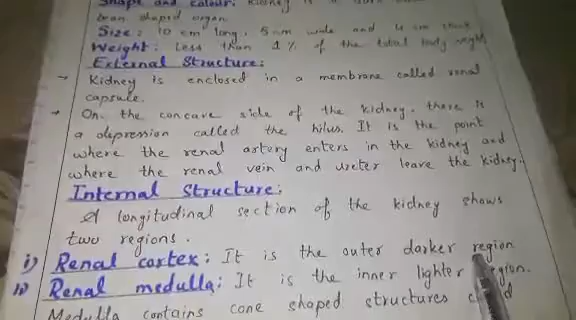 Shape and Colour: Kidney is a dark
bean shaped organ.
Size: 10 cm long, 5 cm wide and 4 cm thick
Weight: Less than 1% of the total body weight
External Structure:
→ Kidney is enclosed in a membrane called renal
capsule.
→ On the concave side of the kidney, there is
a depression called the hilus. It is the point
where the renal artery enters in the kidney and
where the renal vein and ureter leave the kidney.
Internal Structure:
A longitudinal section of the kidney shows
two regions.
i) Renal cortex: It is the outer darker region
ii) Renal medulla: It is the inner lighter region.
Medulla contains cone shaped structures